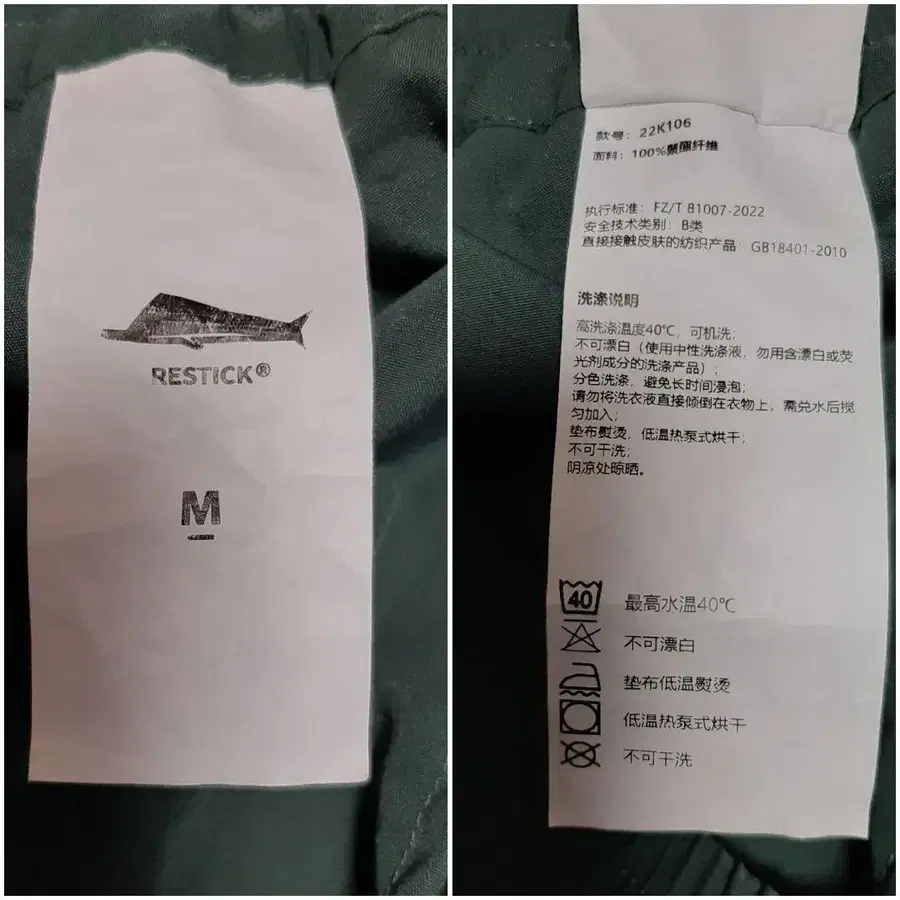 RESTICK®
M
款号：22K106
面料：100%聚酯纤维
执行标准：FZ/T 81007-2022
安全技术类别：B类
直接接触皮肤的纺织产品 GB18401-2010
洗涤说明
高洗涤温度40℃，可机洗；
不可漂白（使用中性洗涤液，勿用含漂白或荧
光剂成分的洗涤产品）；
分色洗涤，避免长时间浸泡；
请勿将洗衣液直接倾倒在衣物上，需兑水后搅
匀加入；
垫布熨烫，低温热泵式烘干；
不可干洗；
阴凉处晾晒。
40 最高水温40℃
不可漂白
垫布低温熨烫
低温热泵式烘干
不可干洗